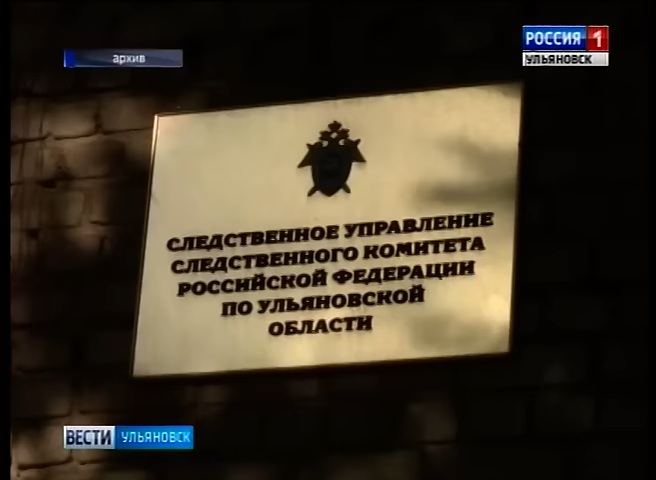 архив
РОССИЯ 1
УЛЬЯНОВСК
СЛЕДСТВЕННОЕ УПРАВЛЕНИЕ
СЛЕДСТВЕННОГО КОМИТЕТА
РОССИЙСКОЙ ФЕДЕРАЦИИ
ПО УЛЬЯНОВСКОЙ
ОБЛАСТИ
ВЕСТИ УЛЬЯНОВСК